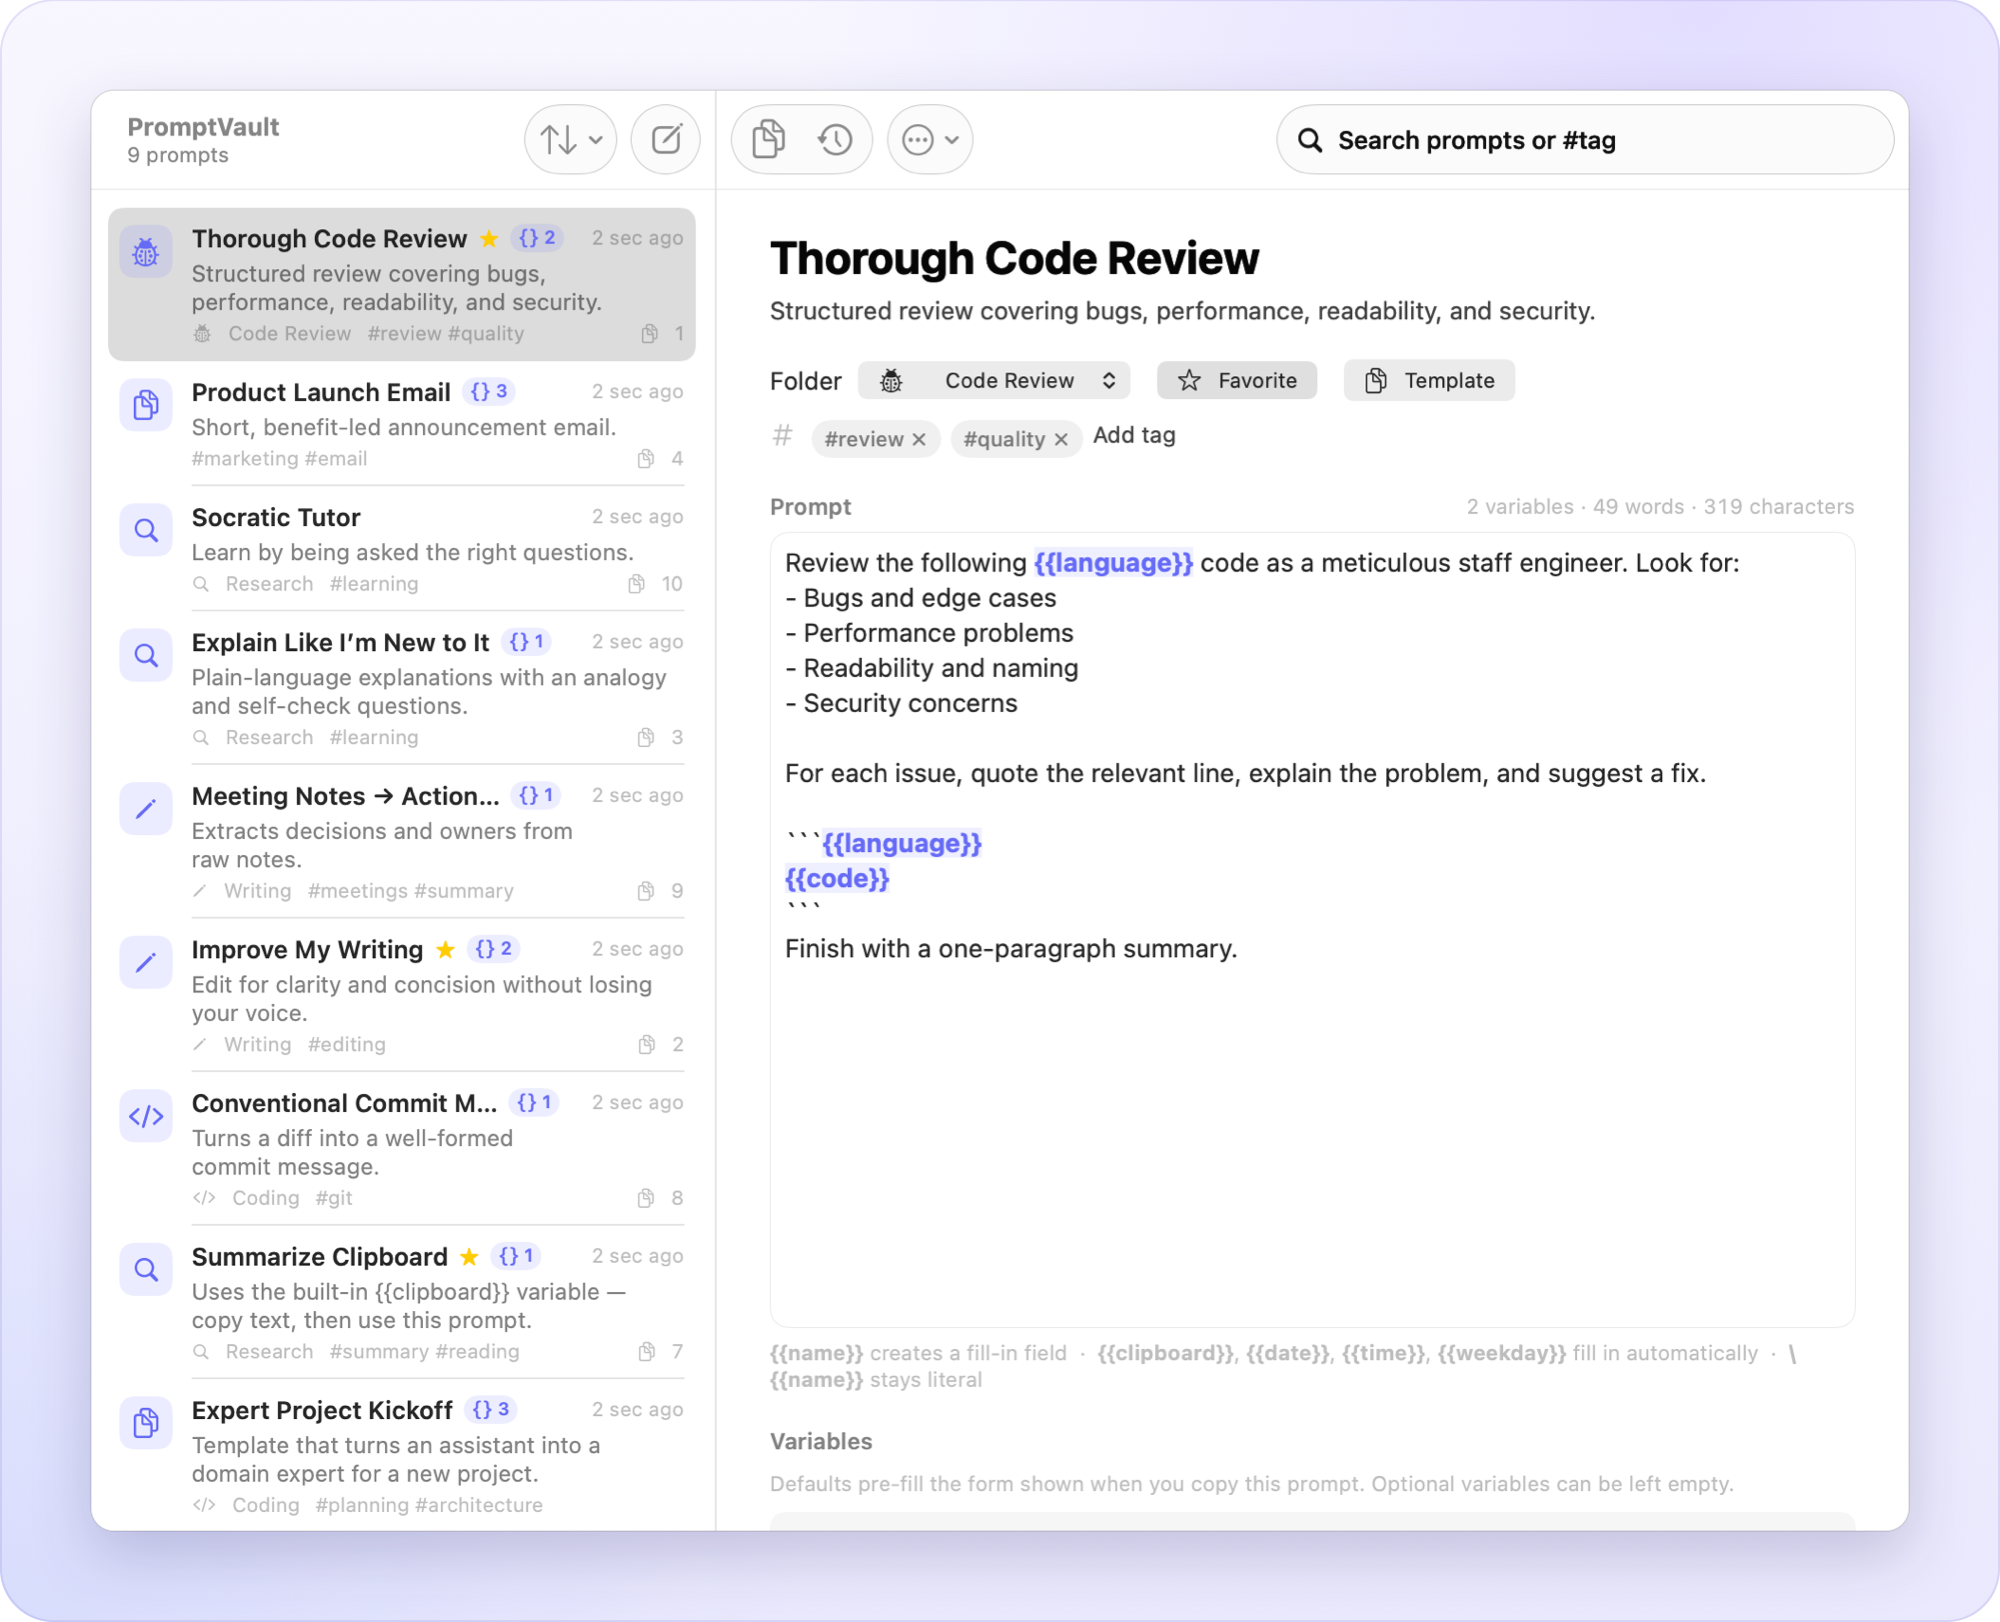 PromptVault
9 prompts
Search prompts or #tag
Thorough Code Review {} 2 2 sec ago
Structured review covering bugs,
performance, readability, and security.
Code Review #review #quality 1
Product Launch Email {} 3 2 sec ago
Short, benefit-led announcement email.
#marketing #email 4
Socratic Tutor 2 sec ago
Learn by being asked the right questions.
Research #learning 10
Explain Like I’m New to It {} 1 2 sec ago
Plain-language explanations with an analogy
and self-check questions.
Research #learning 3
Meeting Notes → Action... {} 1 2 sec ago
Extracts decisions and owners from
raw notes.
Writing #meetings #summary 9
Improve My Writing {} 2 2 sec ago
Edit for clarity and concision without losing
your voice.
Writing #editing 2
Conventional Commit M... {} 1 2 sec ago
Turns a diff into a well-formed
commit message.
</> Coding #git 8
Summarize Clipboard {} 1 2 sec ago
Uses the built-in {{clipboard}} variable —
copy text, then use this prompt.
Research #summary #reading 7
Expert Project Kickoff {} 3 2 sec ago
Template that turns an assistant into a
domain expert for a new project.
</> Coding #planning #architecture
Thorough Code Review
Structured review covering bugs, performance, readability, and security.
Folder Code Review Favorite Template
# #review × #quality × Add tag
Prompt 2 variables · 49 words · 319 characters
Review the following {{language}} code as a meticulous staff engineer. Look for:
- Bugs and edge cases
- Performance problems
- Readability and naming
- Security concerns
For each issue, quote the relevant line, explain the problem, and suggest a fix.
```{{language}}
{{code}}
```
Finish with a one-paragraph summary.
{{name}} creates a fill-in field · {{clipboard}}, {{date}}, {{time}}, {{weekday}} fill in automatically · \
{{name}} stays literal
Variables
Defaults pre-fill the form shown when you copy this prompt. Optional variables can be left empty.